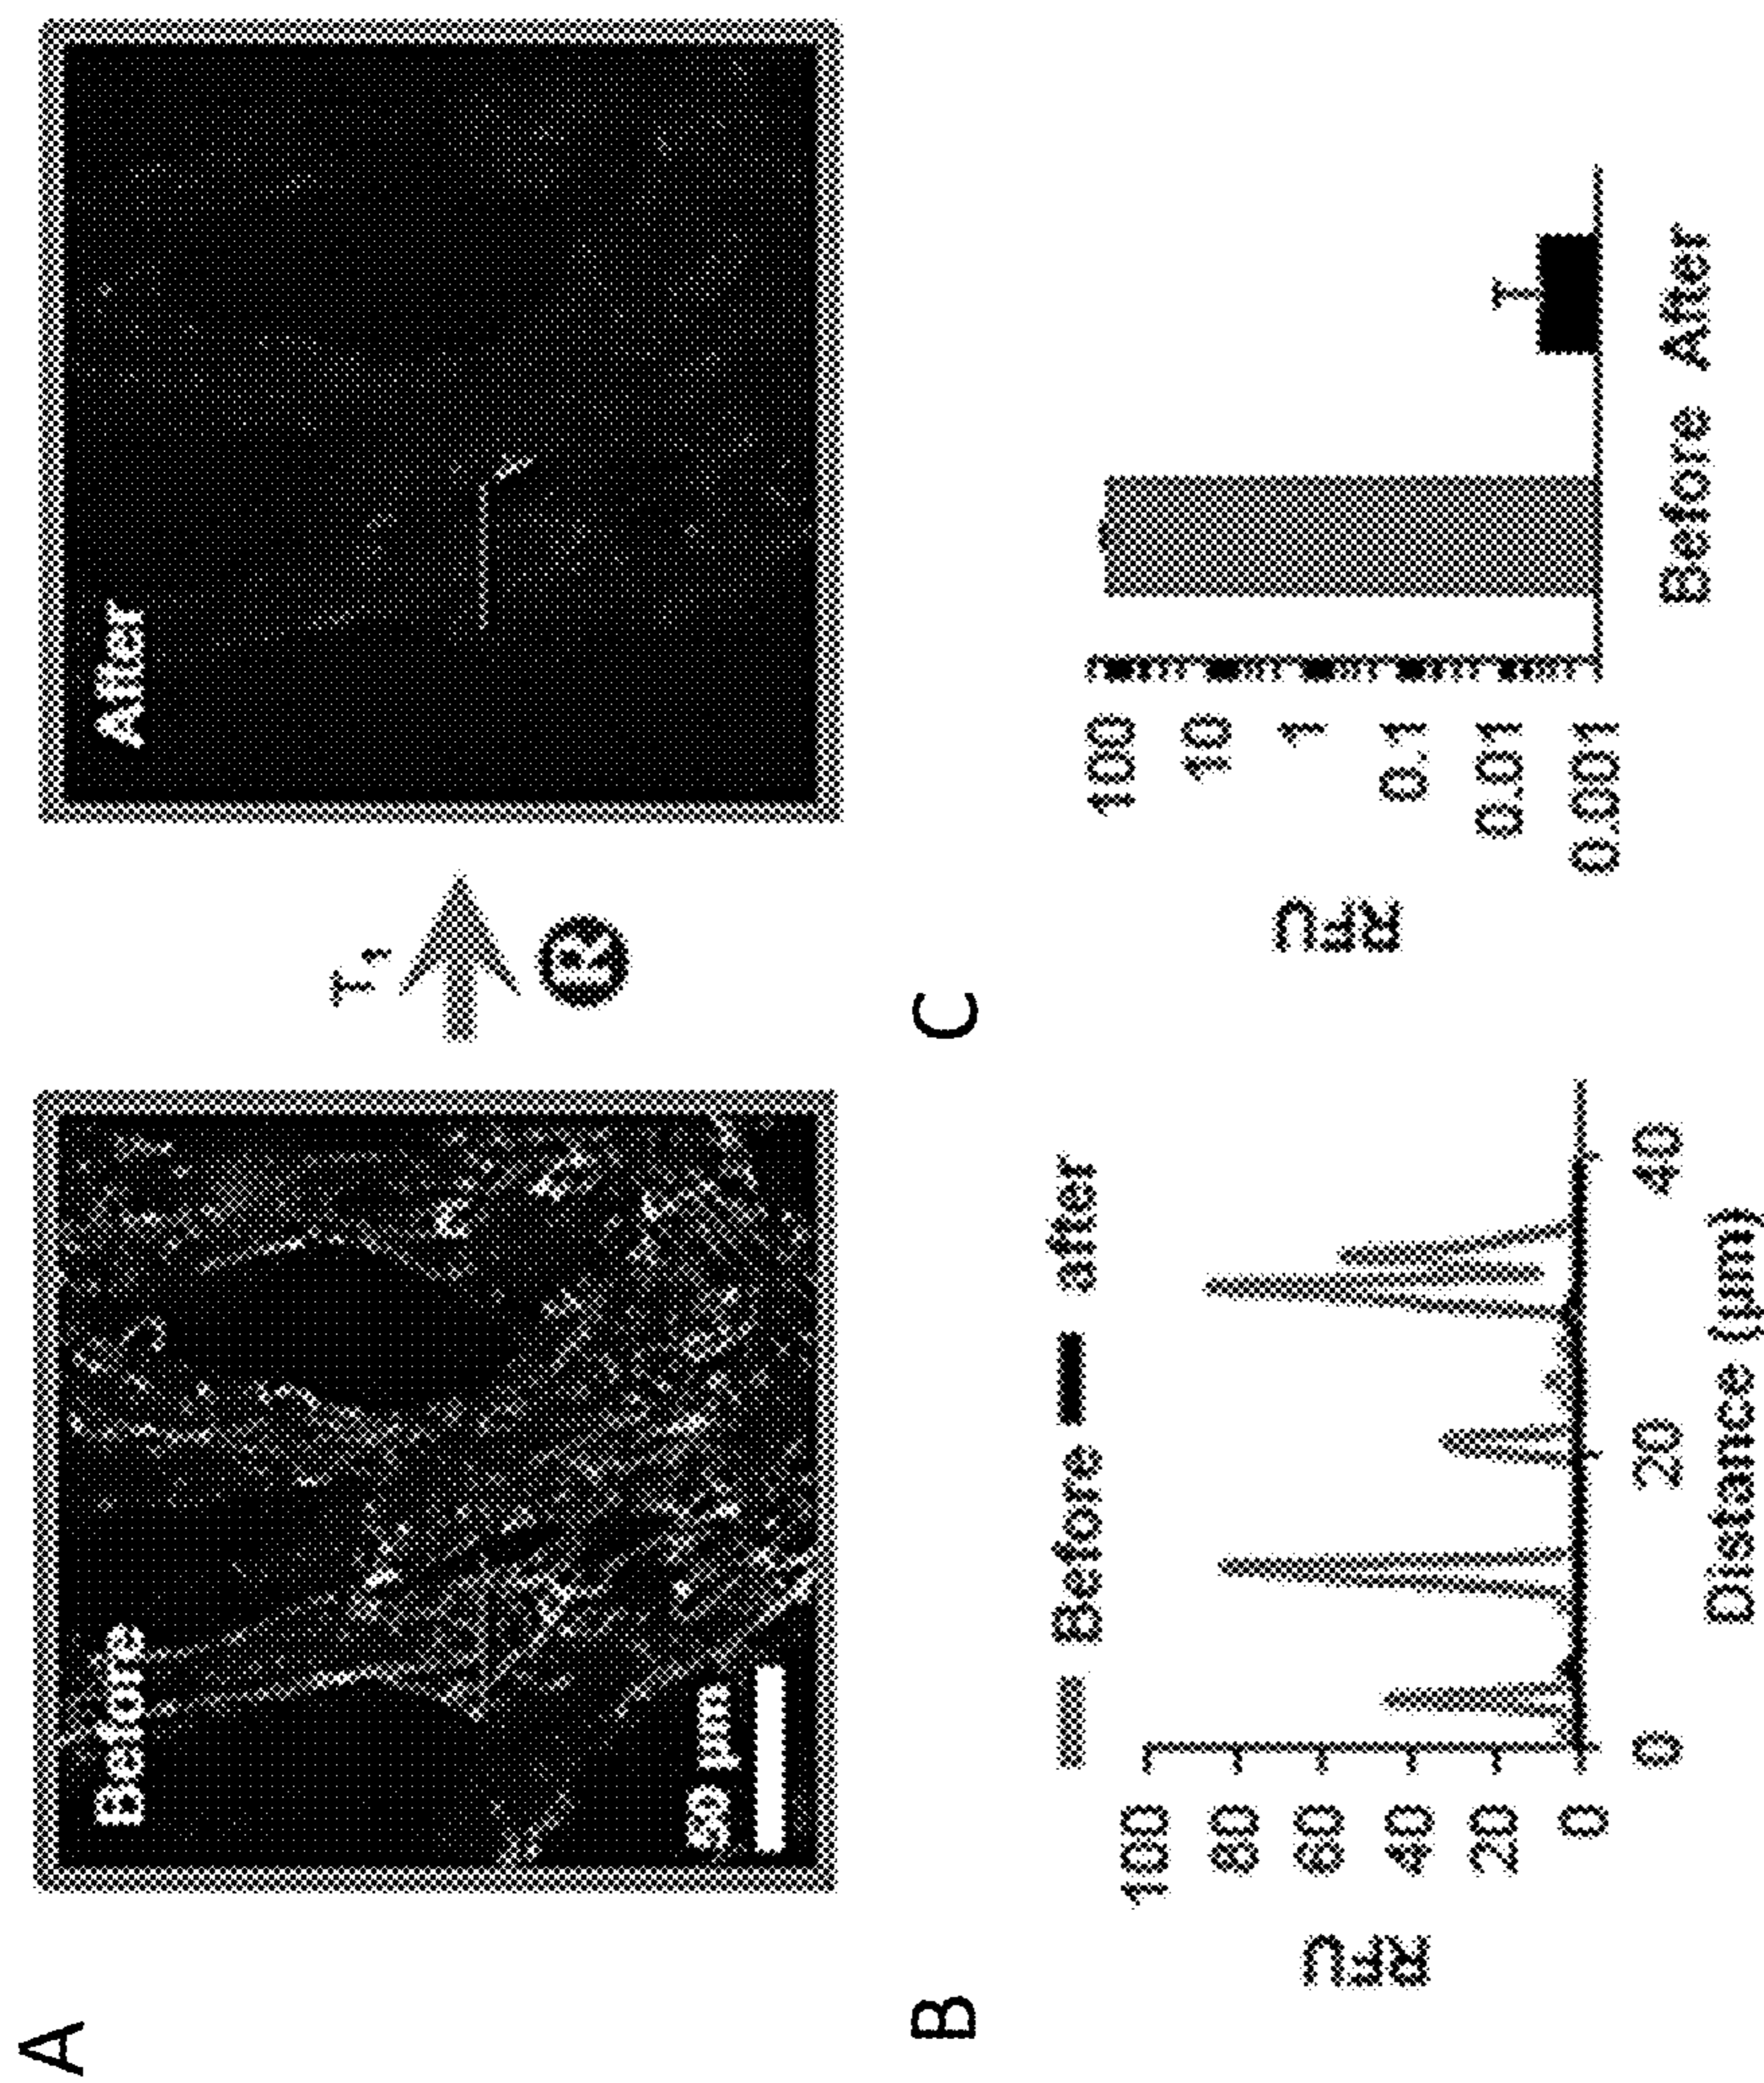 A
Before
50 μm
T₁
R
After
B
Before after
RFU
100
80
60
40
20
0
0 20 40
Distance (μm)
C
RFU
100
10
1
0.1
0.01
0.001
Before After